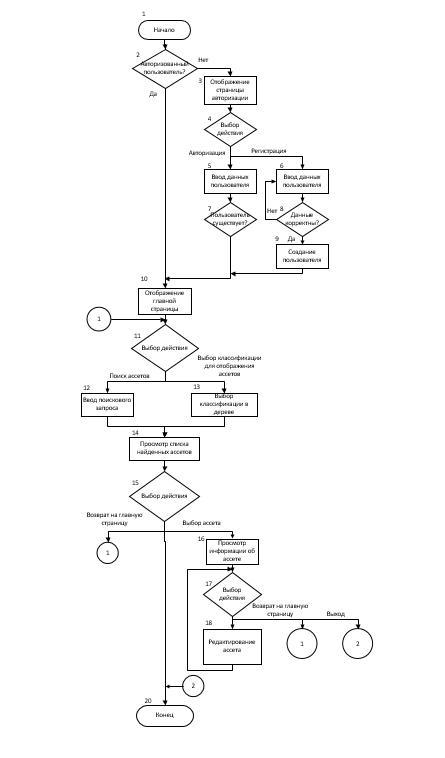 1
Начало
2
Авторизованный
пользователь?
Нет
Да
3
Отображение
страницы
авторизации
4
Выбор
действия
Авторизация
Регистрация
5
Ввод данных
пользователя
6
Ввод данных
пользователя
7
Пользователь
существует?
Нет
8
Данные
корректны?
9
Да
Создание
пользователя
10
Отображение
главной
страницы
1
11
Выбор действия
Поиск ассетов
Выбор классификации
для отображения
ассетов
12
Ввод поискового
запроса
13
Выбор
классификации в
дереве
14
Просмотр списка
найденных ассетов
15
Выбор действия
Возврат на главную
страницу
Выбор ассета
1
16
Просмотр
информации об
ассете
17
Выбор
действия
Возврат на главную
страницу
Выход
18
Редактирование
ассета
1
2
2
20
Конец